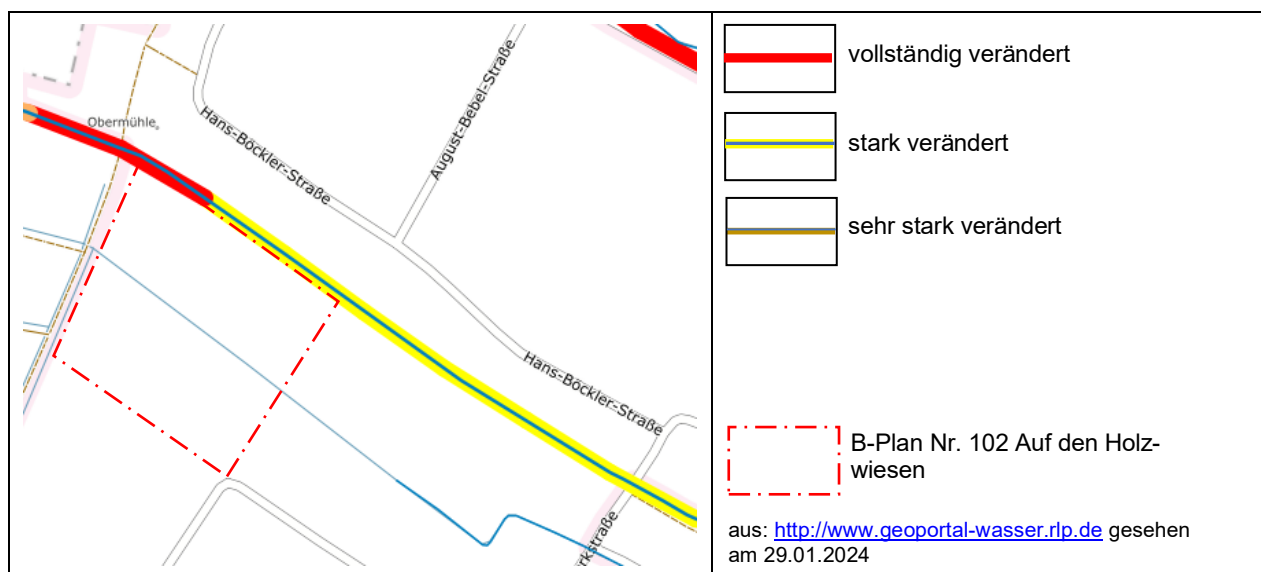 Obermühle
Hans-Böckler-Straße
August-Bebel-Straße
Hans-Böckler-Straße
rkstraße
vollständig verändert
stark verändert
sehr stark verändert
B-Plan Nr. 102 Auf den Holz-
wiesen
aus: http://www.geoportal-wasser.rlp.de gesehen
am 29.01.2024